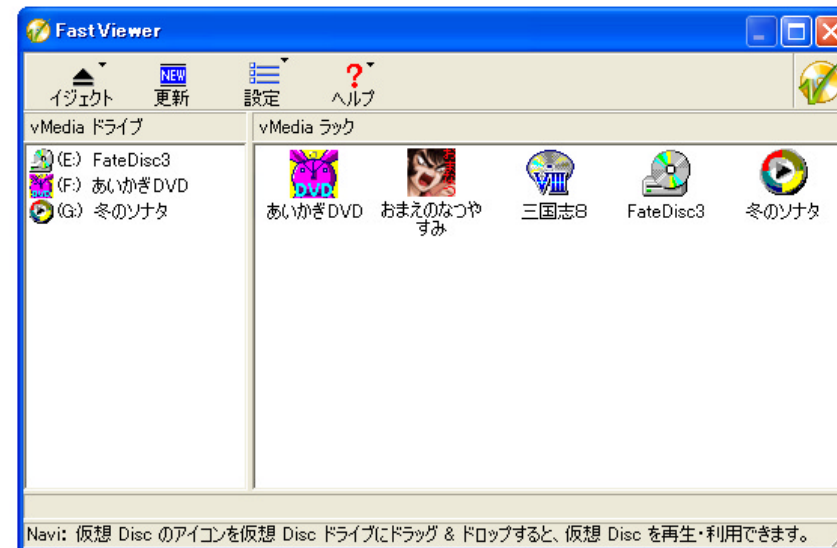 FastViewer
イジェクト 更新 設定 ヘルプ
vMedia ドライブ
vMedia ラック
(E:) FateDisc3
(F:) あいかぎDVD
(G:) 冬のソナタ
あいかぎDVD
おまえのなつや
すみ
三国志8
FateDisc3
冬のソナタ
Navi: 仮想 Disc のアイコンを仮想 Disc ドライブにドラッグ & ドロップすると、仮想 Disc を再生・利用できます。